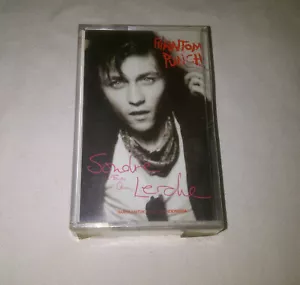 PHANTOM
PUNCH
Sondre
Lerche